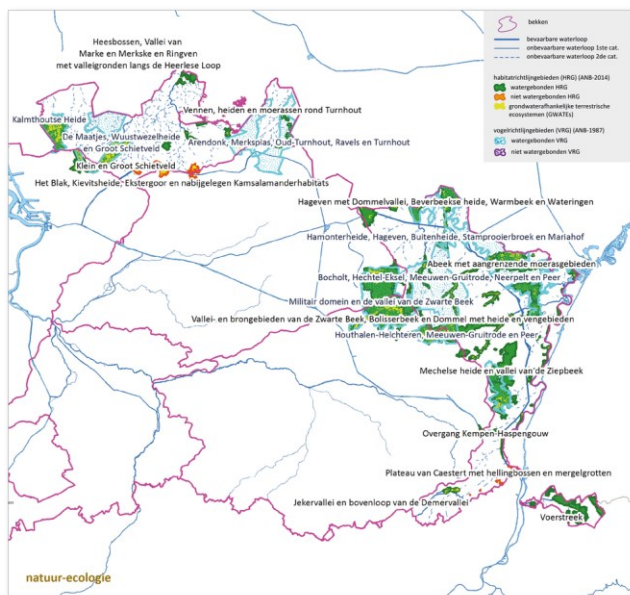 bekken
bevaarbare waterloop
onbevaarbare waterloop 1ste cat.
onbevaarbare waterloop 2de cat.
habitatrichtlijngebieden (HRG) (ANB-2014)
watergebonden HRG
niet watergebonden HRG
grondwaterafhankelijke terrestrische
ecosystemen (GWATEs)
vogelrichtlijngebieden (VRG) (ANB-1987)
watergebonden VRG
niet watergebonden VRG
Heesbossen, Vallei van
Marke en Merkske en Ringven
met valleigronden langs de Heerlese Loop
Vennen, heiden en moerassen rond Turnhout
Kalmthoutse Heide
De Maatjes, Wuustwezelheide
en Groot Schietveld
Arendonk, Merksplas, Oud-Turnhout, Ravels en Turnhout
Klein en Groot Schietveld
Het Blak, Kievitsheide, Ekstergoor en nabijgelegen Kamsalamanderhabitats
Hageven met Dommelvallei, Beverbeekse heide, Warmbeek en Wateringen
Hamonterheide, Hageven, Buitenheide, Stamprooierbroek en Mariahof
Abeek met aangrenzende moerasgebieden
Bocholt, Hechtel-Eksel, Meeuwen-Gruitrode, Neerpelt en Peer
Militair domein en de vallei van de Zwarte Beek
Vallei- en brongebieden van de Zwarte Beek, Bolisserbeek en Dommel met heide en vengebieden
Houthalen-Helchteren, Meeuwen-Gruitrode en Peer
Mechelse heide en vallei van de Ziepbeek
Overgang Kempen-Haspengouw
Plateau van Caestert met hellingbossen en mergelgrotten
Jekervallei en bovenloop van de Demervallei
Voerstreek
natuur-ecologie